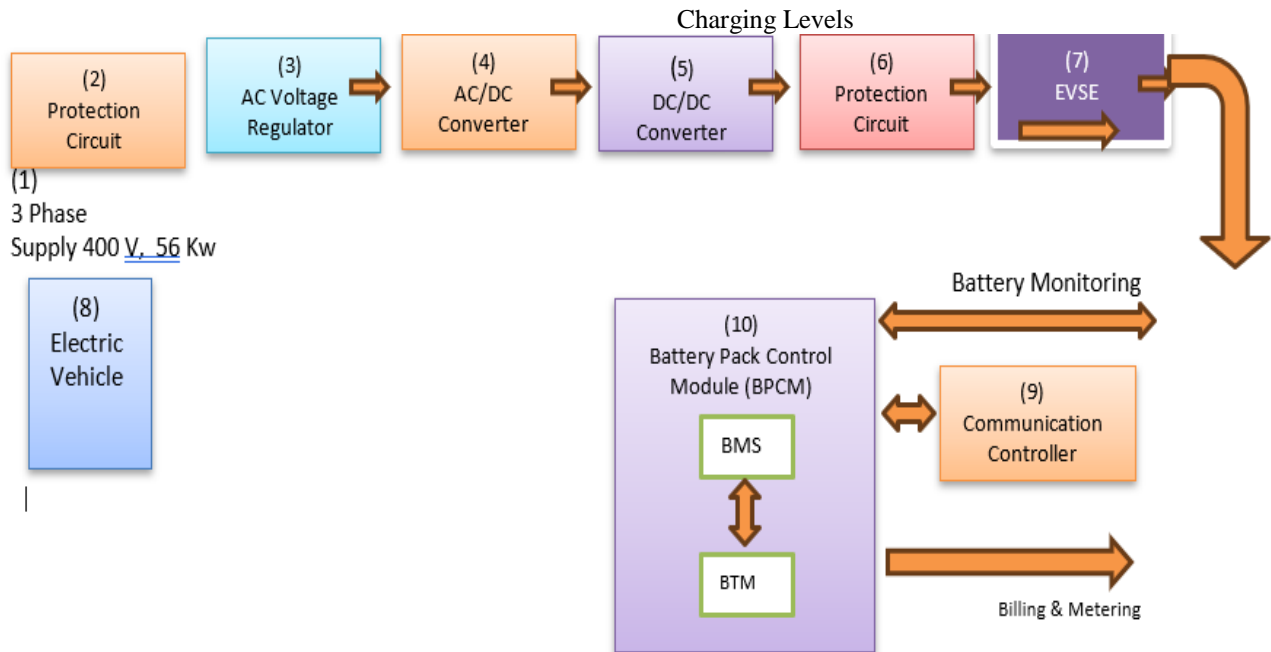 Charging Levels
(2)
Protection
Circuit
(3)
AC Voltage
Regulator
(4)
AC/DC
Converter
(5)
DC/DC
Converter
(6)
Protection
Circuit
(7)
EVSE
(1)
3 Phase
Supply 400 V,  56 Kw
(8)
Electric
Vehicle
Battery Monitoring
(10)
Battery Pack Control
Module (BPCM)
BMS
BTM
(9)
Communication
Controller
Billing & Metering